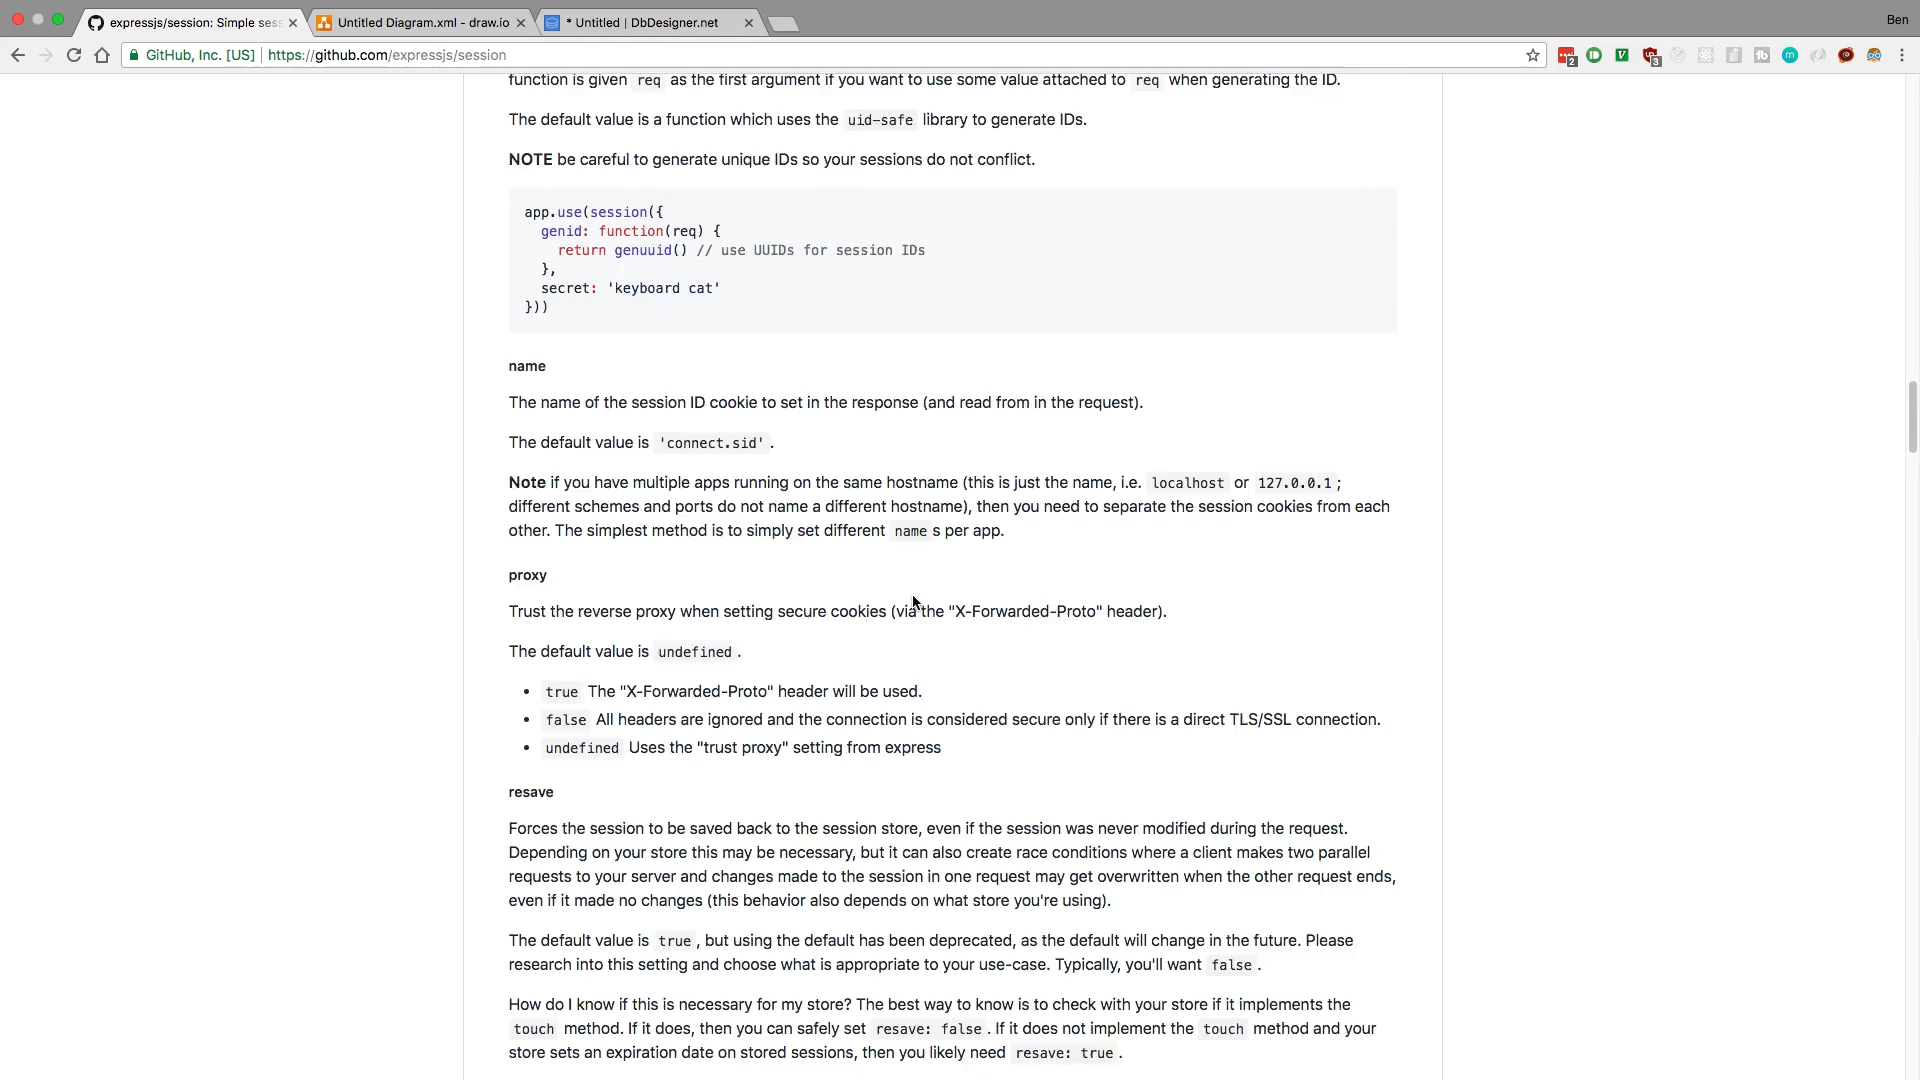 Ben
expressjs/session: Simple sess
Untitled Diagram.xml - draw.io
* Untitled | DbDesigner.net
GitHub, Inc. [US] | https://github.com/expressjs/session
2
3
function is given req as the first argument if you want to use some value attached to req when generating the ID.
The default value is a function which uses the uid-safe library to generate IDs.
NOTE be careful to generate unique IDs so your sessions do not conflict.
app.use(session({
  genid: function(req) {
    return genuuid() // use UUIDs for session IDs
  },
  secret: 'keyboard cat'
}))
name
The name of the session ID cookie to set in the response (and read from in the request).
The default value is 'connect.sid'.
Note if you have multiple apps running on the same hostname (this is just the name, i.e. localhost or 127.0.0.1;
different schemes and ports do not name a different hostname), then you need to separate the session cookies from each
other. The simplest method is to simply set different names per app.
proxy
Trust the reverse proxy when setting secure cookies (via the "X-Forwarded-Proto" header).
The default value is undefined.
• true The "X-Forwarded-Proto" header will be used.
• false All headers are ignored and the connection is considered secure only if there is a direct TLS/SSL connection.
• undefined Uses the "trust proxy" setting from express
resave
Forces the session to be saved back to the session store, even if the session was never modified during the request.
Depending on your store this may be necessary, but it can also create race conditions where a client makes two parallel
requests to your server and changes made to the session in one request may get overwritten when the other request ends,
even if it made no changes (this behavior also depends on what store you're using).
The default value is true, but using the default has been deprecated, as the default will change in the future. Please
research into this setting and choose what is appropriate to your use-case. Typically, you'll want false.
How do I know if this is necessary for my store? The best way to know is to check with your store if it implements the
touch method. If it does, then you can safely set resave: false. If it does not implement the touch method and your
store sets an expiration date on stored sessions, then you likely need resave: true.